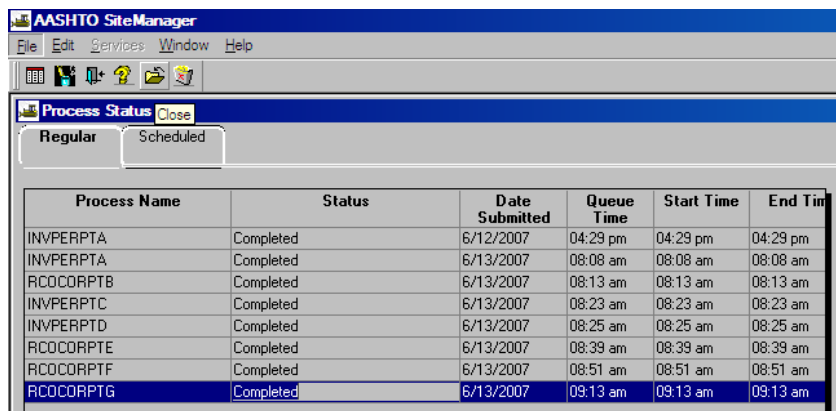 AASHTO SiteManager
File Edit Services Window Help
Process Status Close
Regular Scheduled
Process Name Status Date Submitted Queue Time Start Time End Tim
INVPERPTA Completed 6/12/2007 04:29 pm 04:29 pm 04:29 pm
INVPERPTA Completed 6/13/2007 08:08 am 08:08 am 08:08 am
RCOCORPTB Completed 6/13/2007 08:13 am 08:13 am 08:13 am
INVPERPTC Completed 6/13/2007 08:23 am 08:23 am 08:23 am
INVPERPTD Completed 6/13/2007 08:25 am 08:25 am 08:25 am
RCOCORPTE Completed 6/13/2007 08:39 am 08:39 am 08:39 am
RCOCORPTF Completed 6/13/2007 08:51 am 08:51 am 08:51 am
RCOCORPTG Completed 6/13/2007 09:13 am 09:13 am 09:13 am